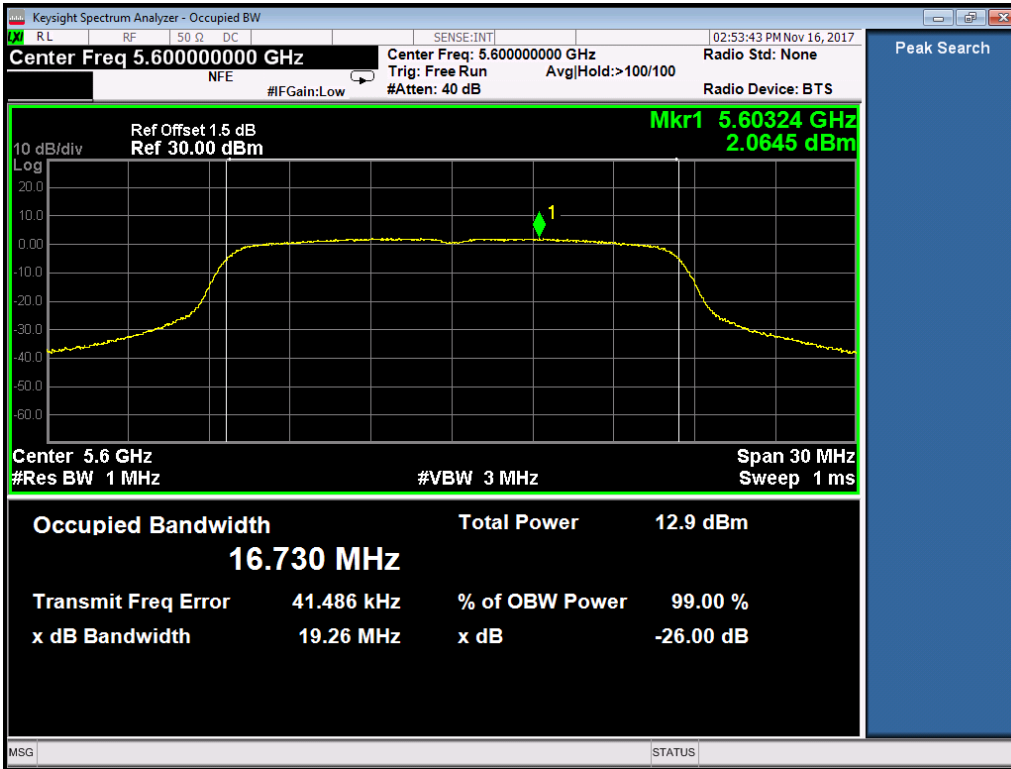 Keysight Spectrum Analyzer - Occupied BW
LXI RL RF 50 Ω DC SENSE:INT 02:53:43 PM Nov 16, 2017
Center Freq 5.600000000 GHz
NFE
#IFGain:Low
Center Freq: 5.600000000 GHz
Trig: Free Run Avg|Hold:>100/100
#Atten: 40 dB
Radio Std: None
Radio Device: BTS
Peak Search
Mkr1 5.60324 GHz
2.0645 dBm
Ref Offset 1.5 dB
10 dB/div Ref 30.00 dBm
Log
20.0
10.0
1
0.00
-10.0
-20.0
-30.0
-40.0
-50.0
-60.0
Center 5.6 GHz Span 30 MHz
#Res BW 1 MHz #VBW 3 MHz Sweep 1 ms
Occupied Bandwidth Total Power 12.9 dBm
16.730 MHz
Transmit Freq Error 41.486 kHz % of OBW Power 99.00 %
x dB Bandwidth 19.26 MHz x dB -26.00 dB
MSG STATUS